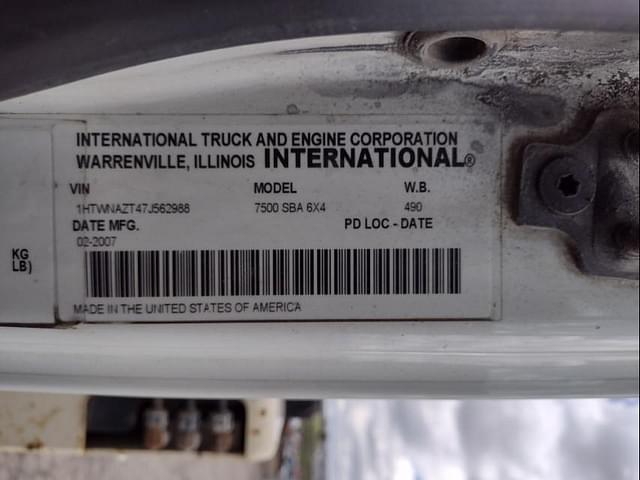 INTERNATIONAL TRUCK AND ENGINE CORPORATION
WARRENVILLE, ILLINOIS INTERNATIONAL®
VIN MODEL W.B.
1HTWNAZT47J562988 7500 SBA 6X4 490
DATE MFG. PD LOC - DATE
02-2007
KG
LB)
MADE IN THE UNITED STATES OF AMERICA